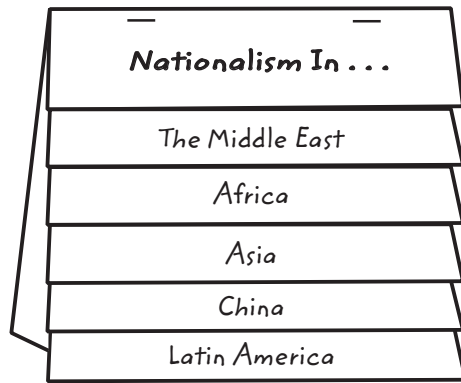 Nationalism In . . .
The Middle East
Africa
Asia
China
Latin America